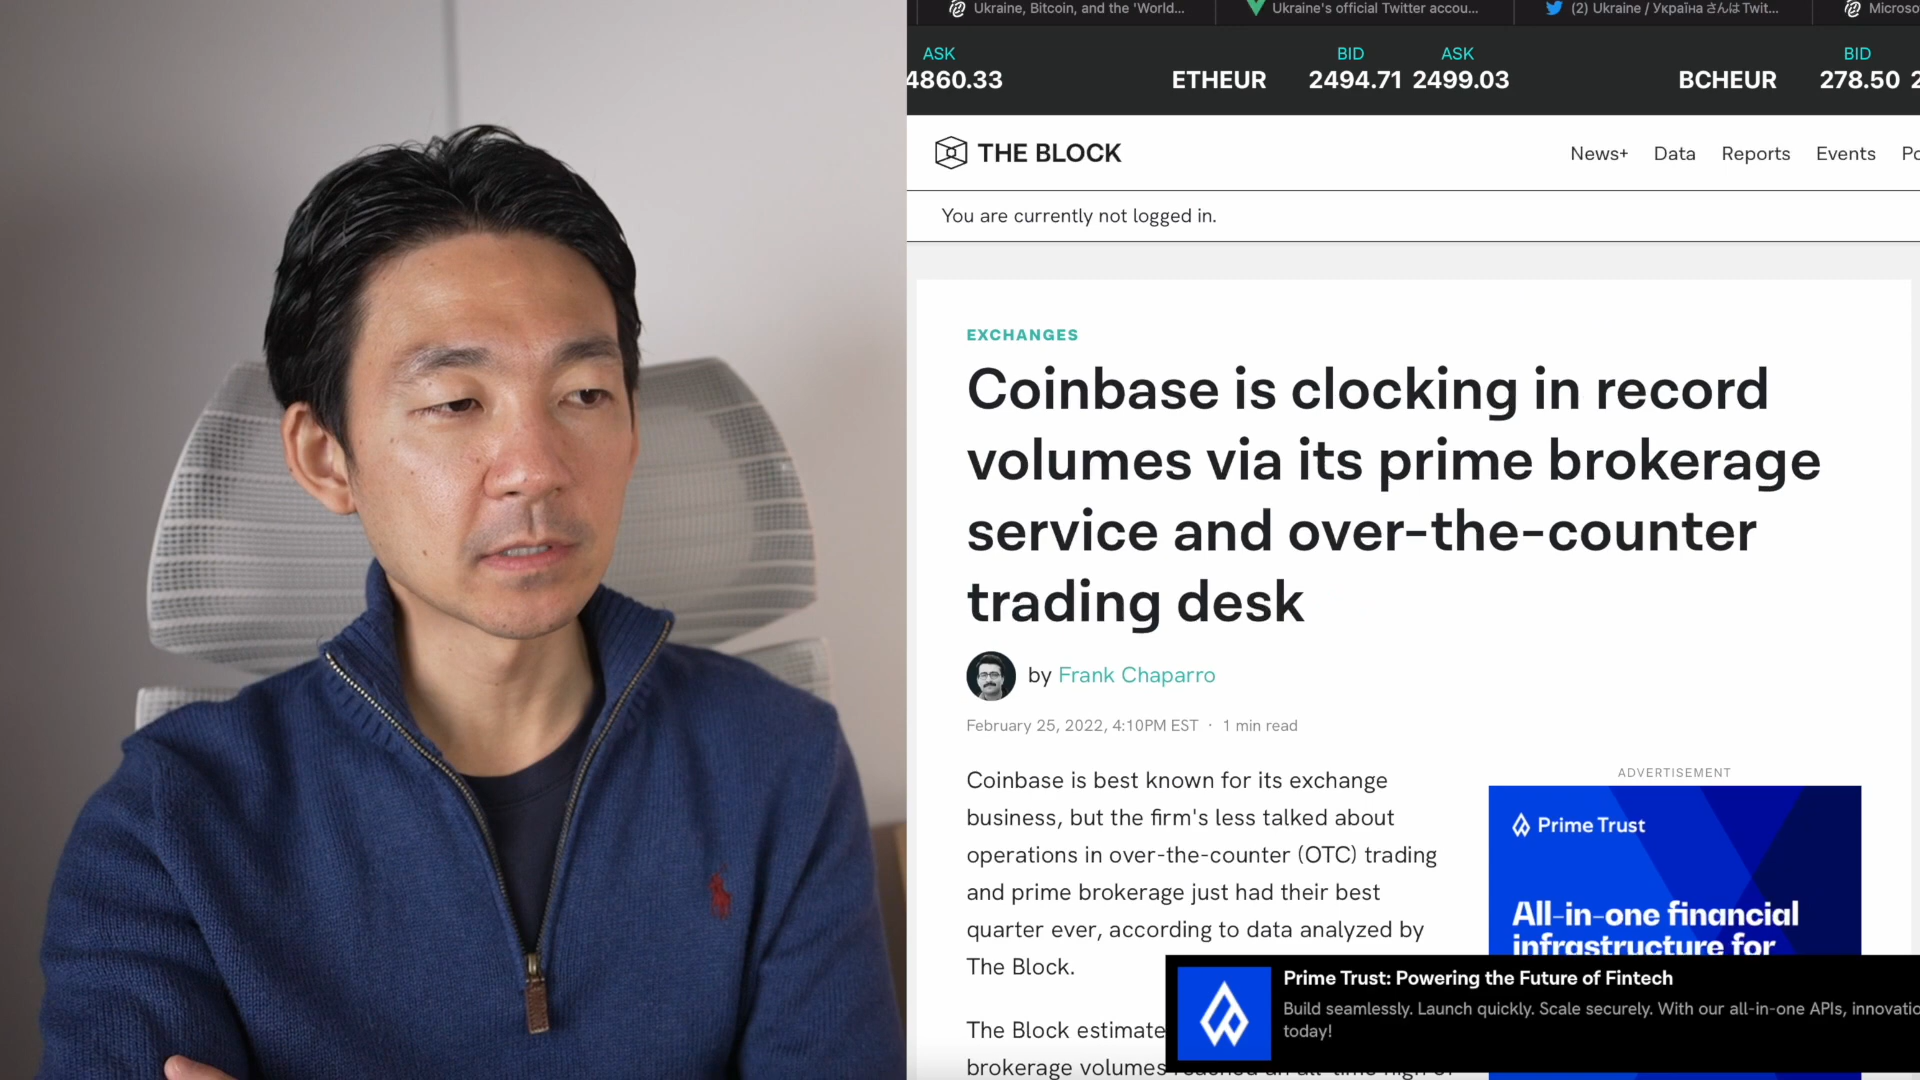 Ukraine, Bitcoin, and the 'World...
Ukraine's official Twitter accou...
(2) Ukraine / Україна さんは Twit...
Microso
ASK
4860.33
ETHEUR
BID
2494.71
ASK
2499.03
BCHEUR
BID
278.50
THE BLOCK
News+ Data Reports Events
You are currently not logged in.
EXCHANGES
Coinbase is clocking in record
volumes via its prime brokerage
service and over-the-counter
trading desk
by Frank Chaparro
February 25, 2022, 4:10PM EST · 1 min read
Coinbase is best known for its exchange
business, but the firm's less talked about
operations in over-the-counter (OTC) trading
and prime brokerage just had their best
quarter ever, according to data analyzed by
The Block.
The Block estimate
brokerage volumes
ADVERTISEMENT
Prime Trust
All-in-one financial
infrastructure for
Prime Trust: Powering the Future of Fintech
Build seamlessly. Launch quickly. Scale securely. With our all-in-one APIs, innovatio
today!